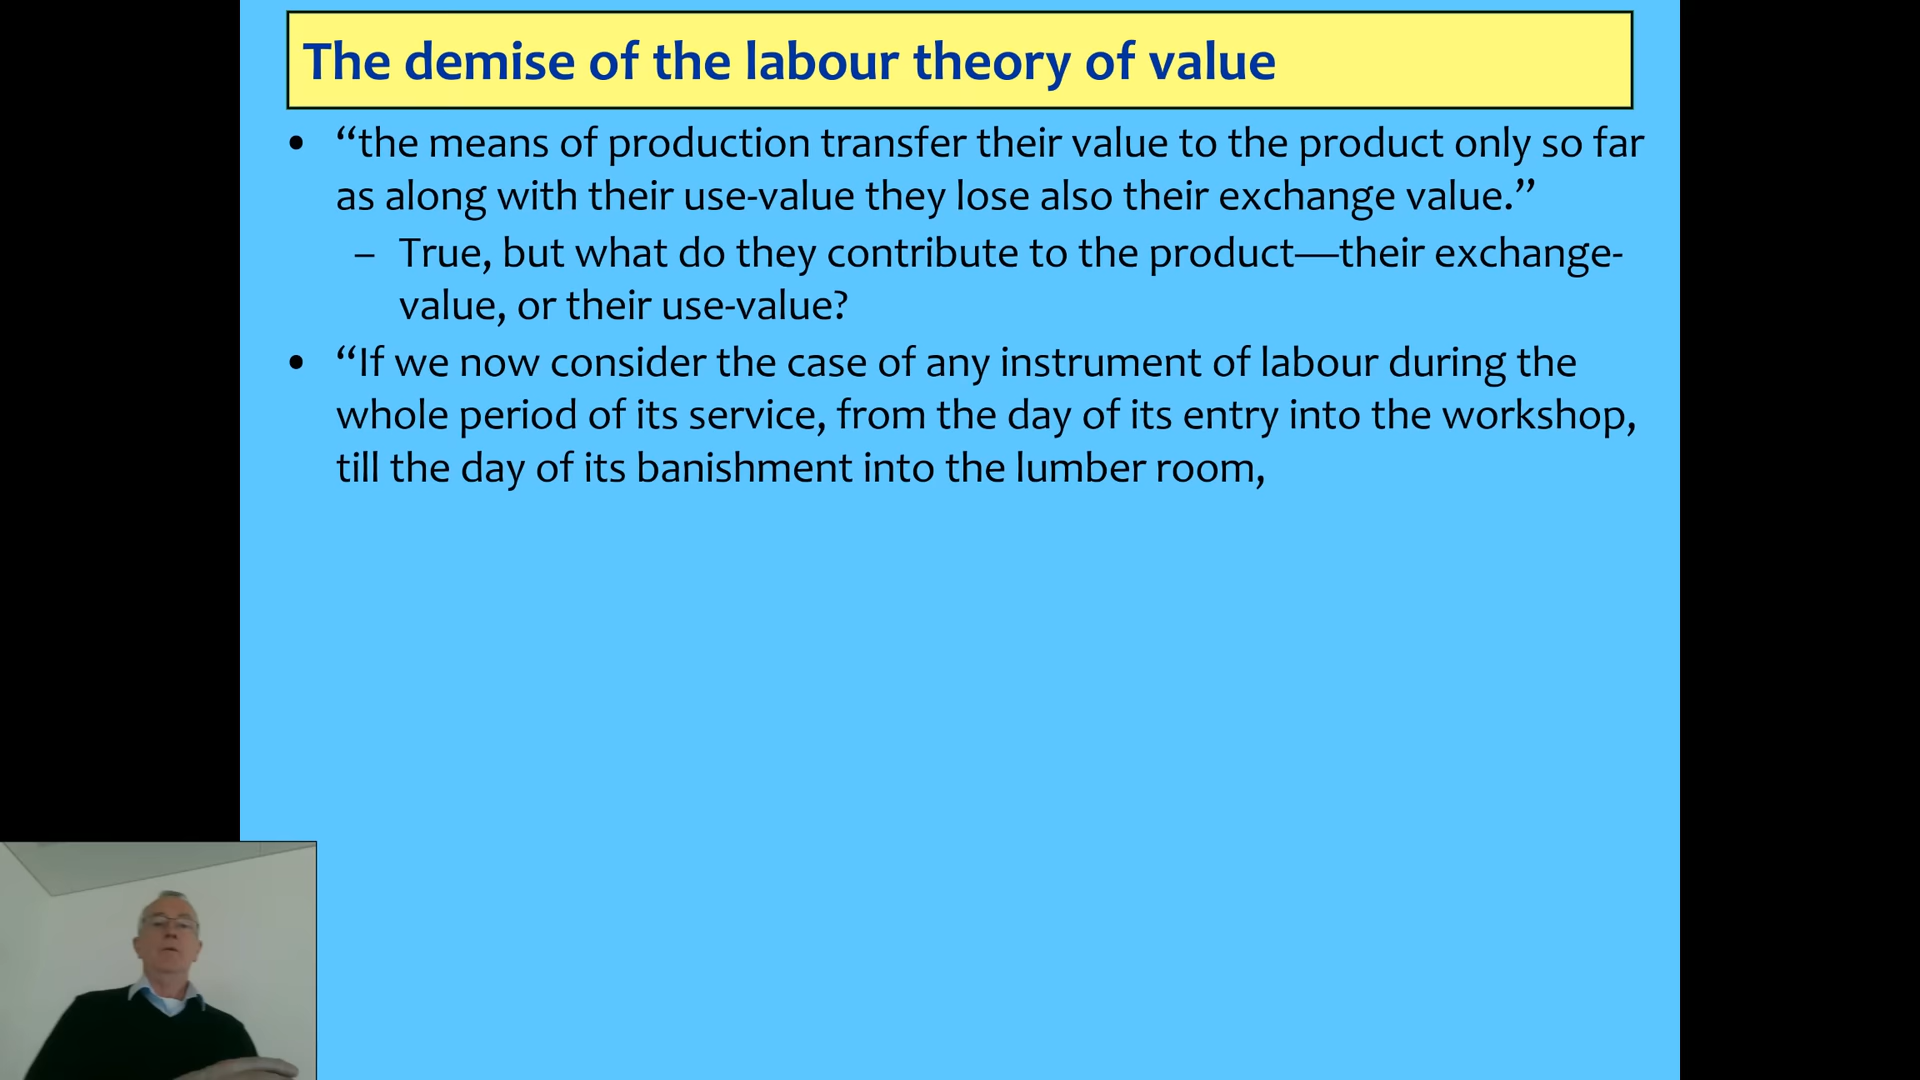 The demise of the labour theory of value
• “the means of production transfer their value to the product only so far
as along with their use-value they lose also their exchange value.”
– True, but what do they contribute to the product—their exchange-
value, or their use-value?
• “If we now consider the case of any instrument of labour during the
whole period of its service, from the day of its entry into the workshop,
till the day of its banishment into the lumber room,